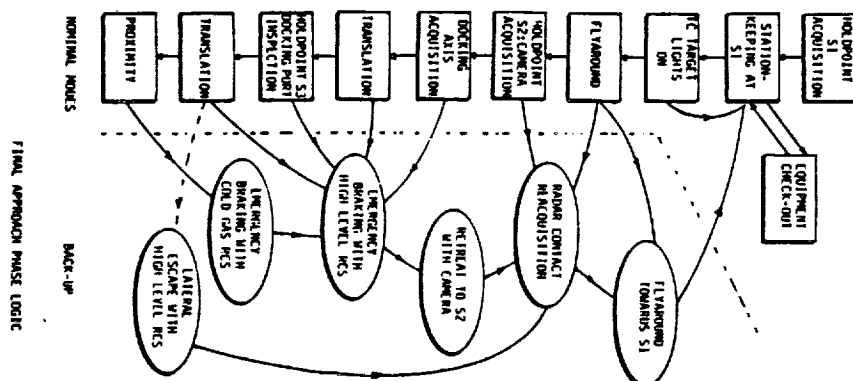 HOLDPOINT
S1
ACQUISITION
STATION-
KEEPING AT
S1
EQUIPMENT
CHECK-OUT
TC TARGET
LIGHTS
ON
FLYAROUND
TOWARDS S1
FLYAROUND
HOLDPOINT
S2:CAMERA
ACQUISITION
RADAR CONTACT
REACQUISITION
DOCKING
AXIS
ACQUISITION
RETREAT TO S2
WITH CAMERA
TRANSLATION
HOLDPOINT S3
DOCKING PORT
INSPECTION
EMERGENCY
BRAKING WITH
HIGH LEVEL RCS
TRANSLATION
EMERGENCY
BRAKING WITH
COLD GAS RCS
PROXIMITY
LATERAL
ESCAPE WITH
HIGH LEVEL RCS
NOMINAL MODES
BACK-UP
FINAL APPROACH PHASE LOGIC